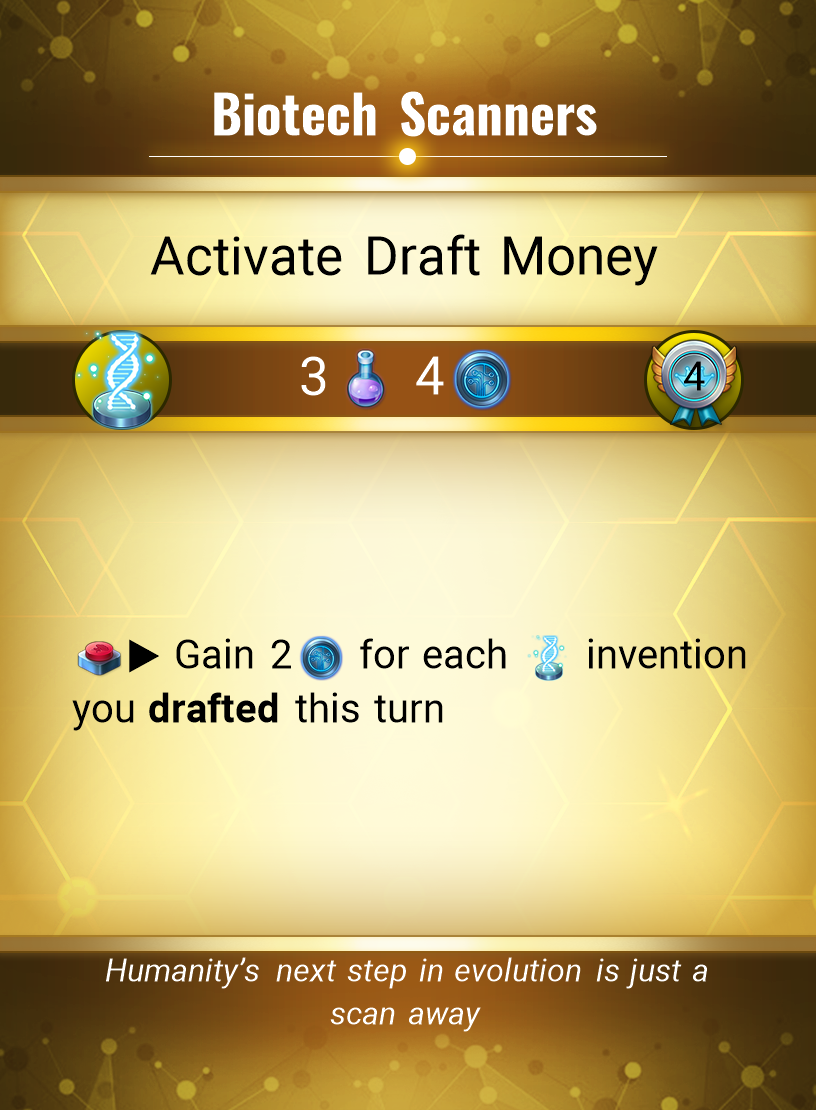 Biotech Scanners
Activate Draft Money
3 4
4
▶ Gain 2 for each invention
you drafted this turn
Humanity's next step in evolution is just a
scan away